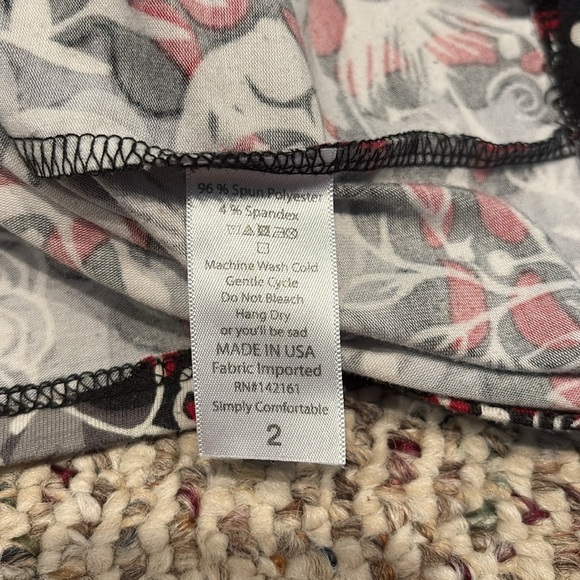 96 % Spun Polyester
4 % Spandex
Machine Wash Cold
Gentle Cycle
Do Not Bleach
Hang Dry
or you'll be sad
MADE IN USA
Fabric Imported
RN#142161
Simply Comfortable
2